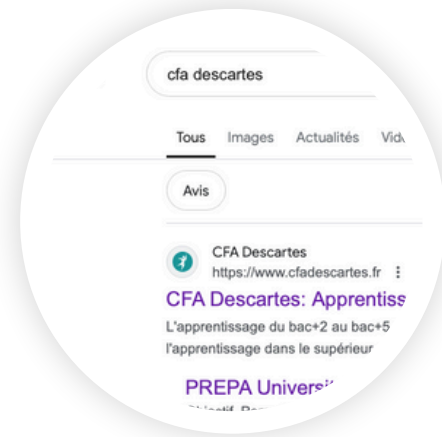 cfa descartes
Tous Images Actualités
Avis
CFA Descartes
https://www.cfadescartes.fr
CFA Descartes: Apprentiss
L'apprentissage du bac+2 au bac+5
l'apprentissage dans le supérieur
PREPA